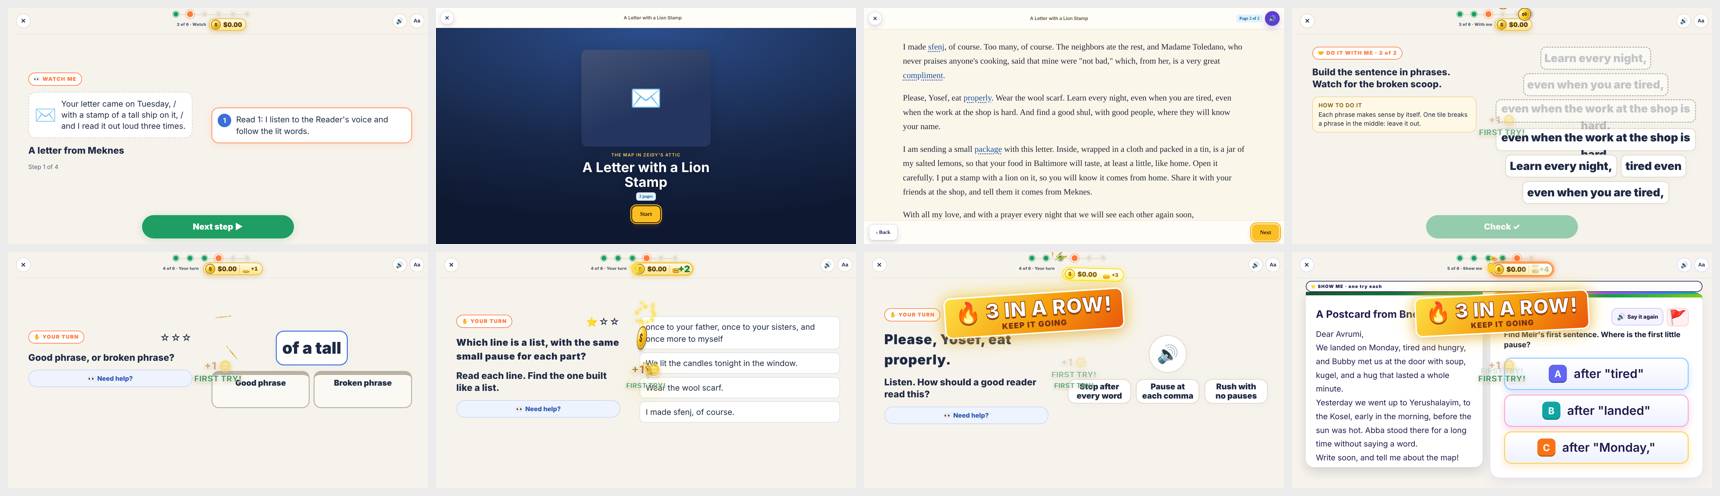 2 of 6 · Watch
$0.00
Aa
WATCH ME
Your letter came on Tuesday, /
with a stamp of a tall ship on it, /
and I read it out loud three times.
A letter from Meknes
Step 1 of 4
1 Read 1: I listen to the Reader's voice and
follow the lit words.
Next step
A Letter with a Lion Stamp
THE MAP IN ZEIDY'S ATTIC
A Letter with a Lion
Stamp
2 pages
Start
A Letter with a Lion Stamp
Page 2 of 2
I made sfenj, of course. Too many, of course. The neighbors ate the rest, and Madame Toledano, who
never praises anyone's cooking, said that mine were "not bad," which, from her, is a very great
compliment.
Please, Yosef, eat properly. Wear the wool scarf. Learn every night, even when you are tired, even
when the work at the shop is hard. And find a good shul, with good people, where they will know
your name.
I am sending a small package with this letter. Inside, wrapped in a cloth and packed in a tin, is a jar of
my salted lemons, so that your food in Baltimore will taste, at least a little, like home. Open it
carefully. I put a stamp with a lion on it, so you will know it comes from home. Share it with your
friends at the shop, and tell them it comes from Meknes.
With all my love, and with a prayer every night that we will see each other again soon,
‹ Back
Next
3 of 6 · With me
$0.00
Aa
DO IT WITH ME · 2 of 2
Build the sentence in phrases.
Watch for the broken scoop.
HOW TO DO IT
Each phrase makes sense by itself. One tile breaks
a phrase in the middle: leave it out.
Learn every night,
even when you are tired,
even when the work at the shop is
hard.
+1
FIRST TRY!
even when the work at the shop is
hard.
Learn every night,
tired even
even when you are tired,
Check ✓
4 of 6 · Your turn
$0.00
+1
Aa
YOUR TURN
Good phrase, or broken phrase?
Need help?
of a tall
+1
FIRST TRY!
Good phrase
Broken phrase
4 of 6 · Your turn
$0.00
+2
Aa
YOUR TURN
Which line is a list, with the same
small pause for each part?
Read each line. Find the one built
like a list.
Need help?
once to your father, once to your sisters, and
once more to myself
We lit the candles tonight in the window.
+1
FIRST TRY!
Wear the wool scarf.
I made sfenj, of course.
4 of 6 · Your turn
$0.00
+3
Aa
3 IN A ROW!
KEEP IT GOING
YOUR TURN
Please, Yosef, eat
properly.
Listen. How should a good reader
read this?
Need help?
+1
FIRST TRY!
Stop after
every word
Pause at
each comma
Rush with
no pauses
5 of 6 · Show me
$0.00
+4
Aa
SHOW ME · one try each
3 IN A ROW!
KEEP IT GOING
A Postcard from
Dear Avrumi,
We landed on Monday, tired and hungry,
and Bubby met us at the door with soup,
kugel, and a hug that lasted a whole
minute.
Yesterday we went up to Yerushalayim, to
the Kosel, early in the morning, before the
sun was hot. Abba stood there for a long
time without saying a word.
Write soon, and tell me about the map!
Say it again
Find Meir's first sentence. Where is the first little
pause?
+1
FIRST TRY!
A after "tired"
B after "landed"
C after "Monday,"